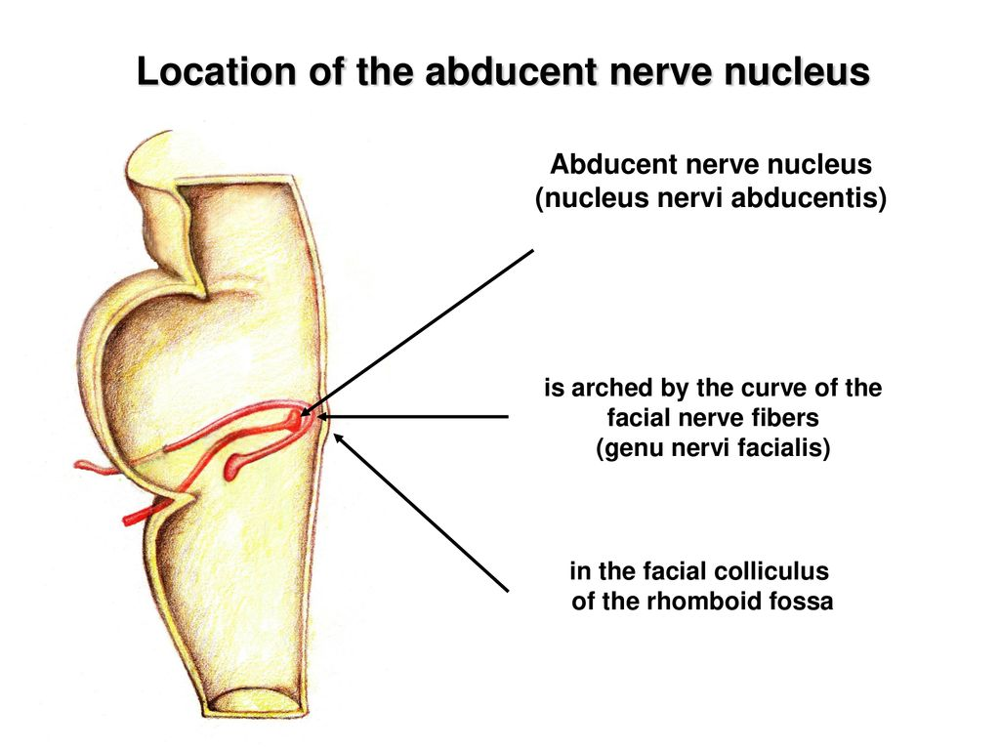 Location of the abducent nerve nucleus
Abducent nerve nucleus
(nucleus nervi abducentis)
is arched by the curve of the
facial nerve fibers
(genu nervi facialis)
in the facial colliculus
of the rhomboid fossa